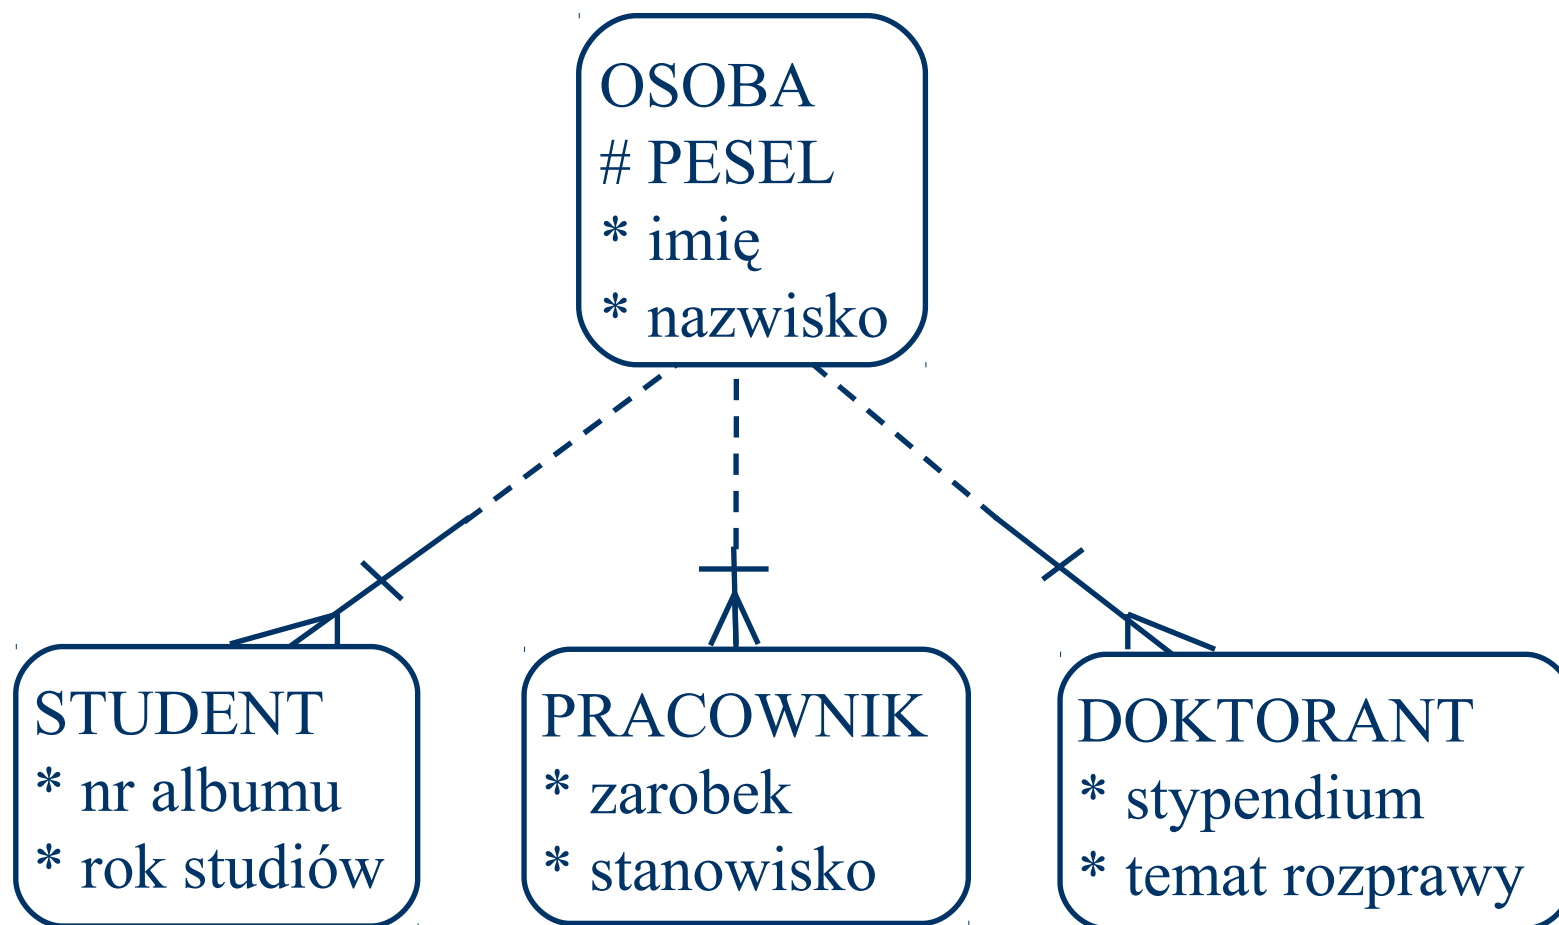 OSOBA
# PESEL
* imię
* nazwisko
STUDENT
* nr albumu
* rok studiów
PRACOWNIK
* zarobek
* stanowisko
DOKTORANT
* stypendium
* temat rozprawy